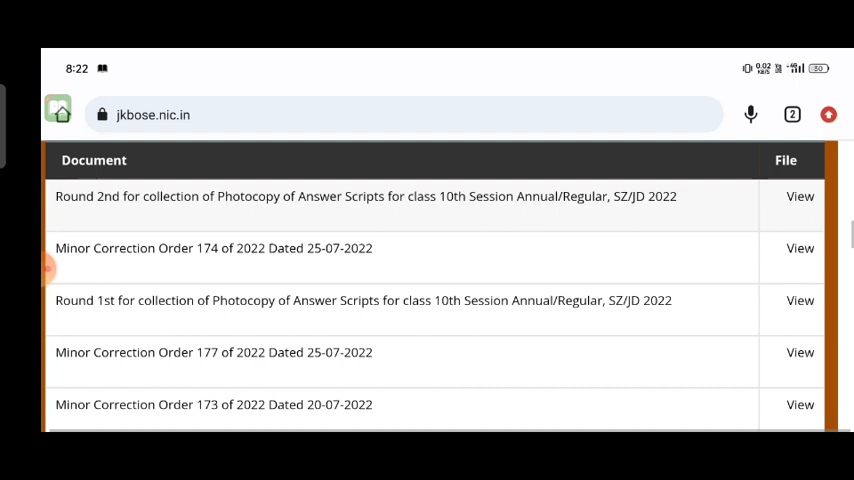 8:22
jkbose.nic.in
2
Document File
Round 2nd for collection of Photocopy of Answer Scripts for class 10th Session Annual/Regular, SZ/JD 2022 View
Minor Correction Order 174 of 2022 Dated 25-07-2022 View
Round 1st for collection of Photocopy of Answer Scripts for class 10th Session Annual/Regular, SZ/JD 2022 View
Minor Correction Order 177 of 2022 Dated 25-07-2022 View
Minor Correction Order 173 of 2022 Dated 20-07-2022 View